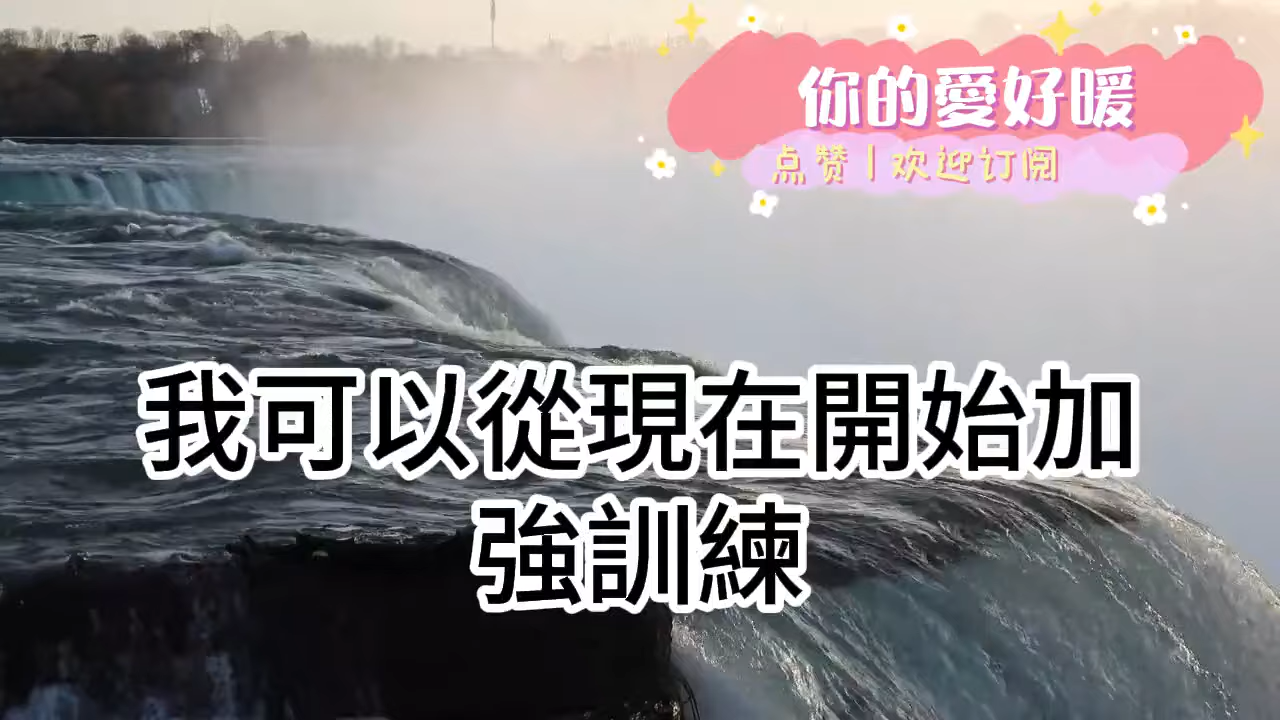 你的愛好暖
点赞 | 欢迎订阅
我可以從現在開始加
強訓練